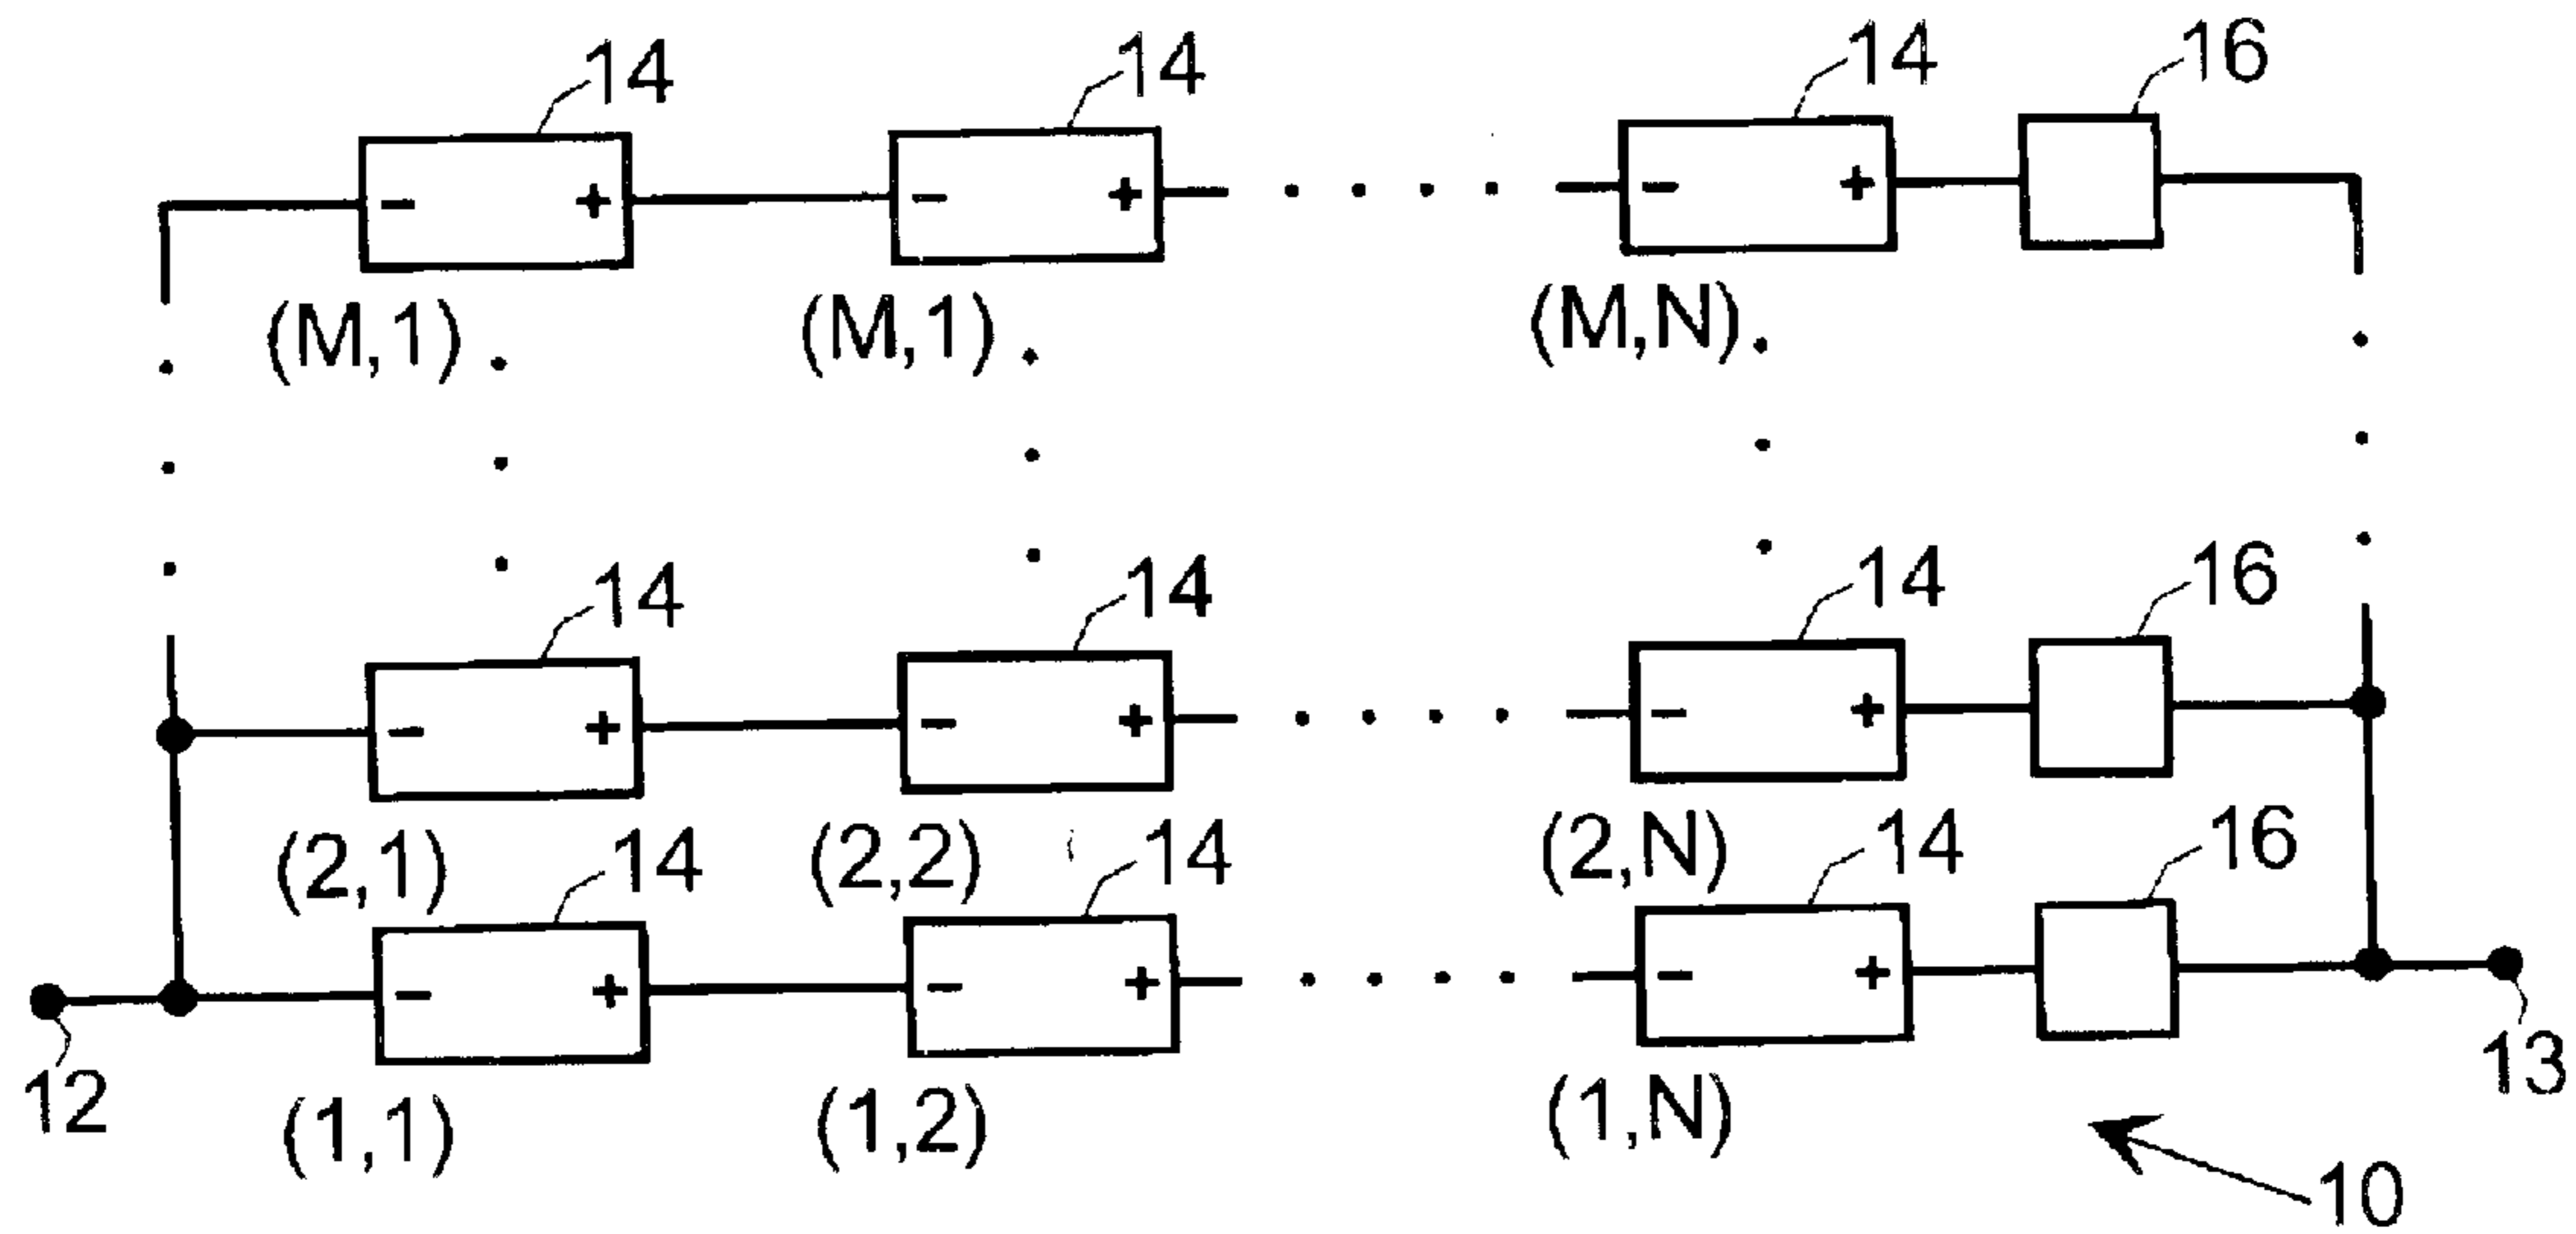 14 14 14 16
- + - + - +
(M,1) (M,1) (M,N)
14 14 14 16
- + - + - +
(2,1) (2,2) (2,N)
14 14 14 16
- + - + - +
12 13
(1,1) (1,2) (1,N)
10